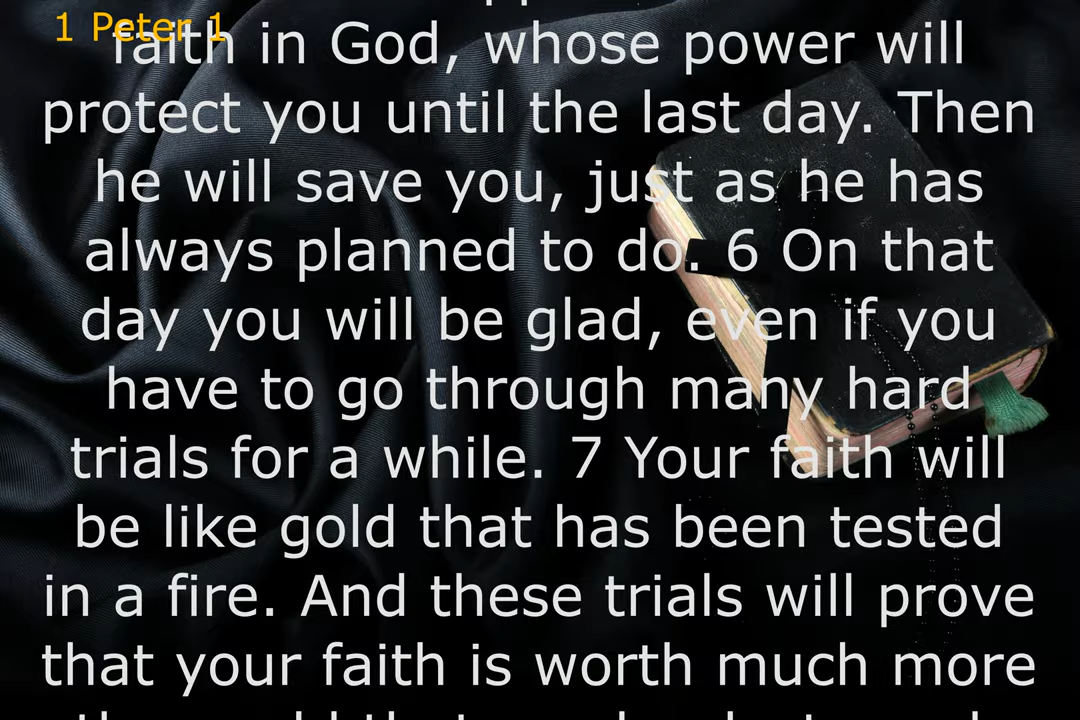 1 Peter 1
faith in God, whose power will
protect you until the last day. Then
he will save you, just as he has
always planned to do. 6 On that
day you will be glad, even if you
have to go through many hard
trials for a while. 7 Your faith will
be like gold that has been tested
in a fire. And these trials will prove
that your faith is worth much more